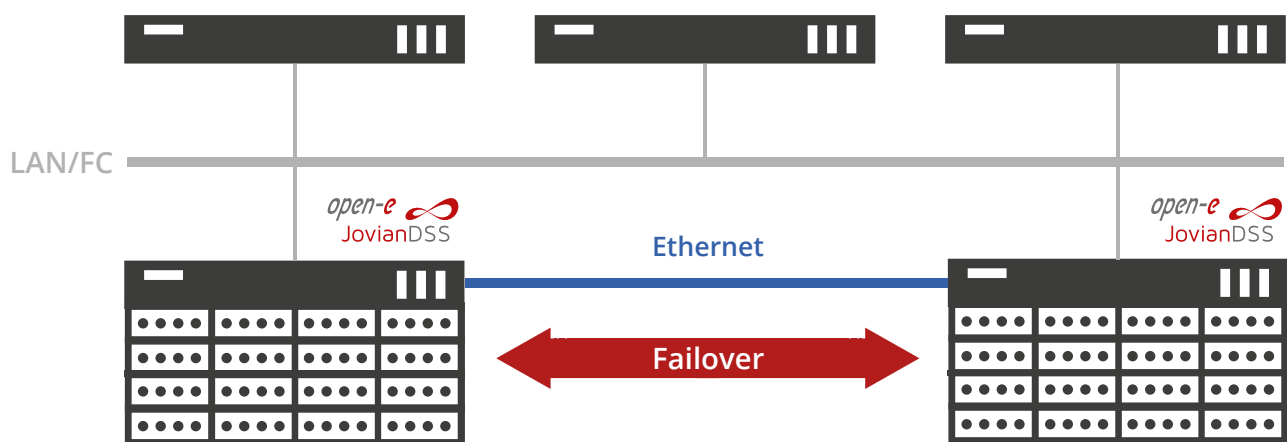 LAN/FC
open-e
JovianDSS
open-e
JovianDSS
Ethernet
Failover